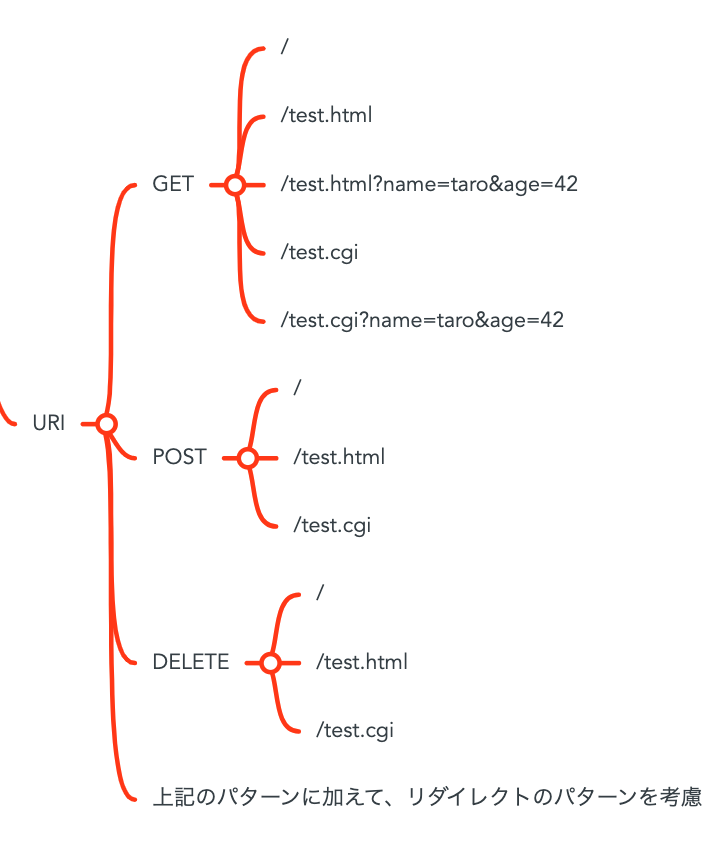 /
/test.html
GET
/test.html?name=taro&age=42
/test.cgi
/test.cgi?name=taro&age=42
/
URI
POST
/test.html
/test.cgi
/
DELETE
/test.html
/test.cgi
上記のパターンに加えて、リダイレクトのパターンを考慮